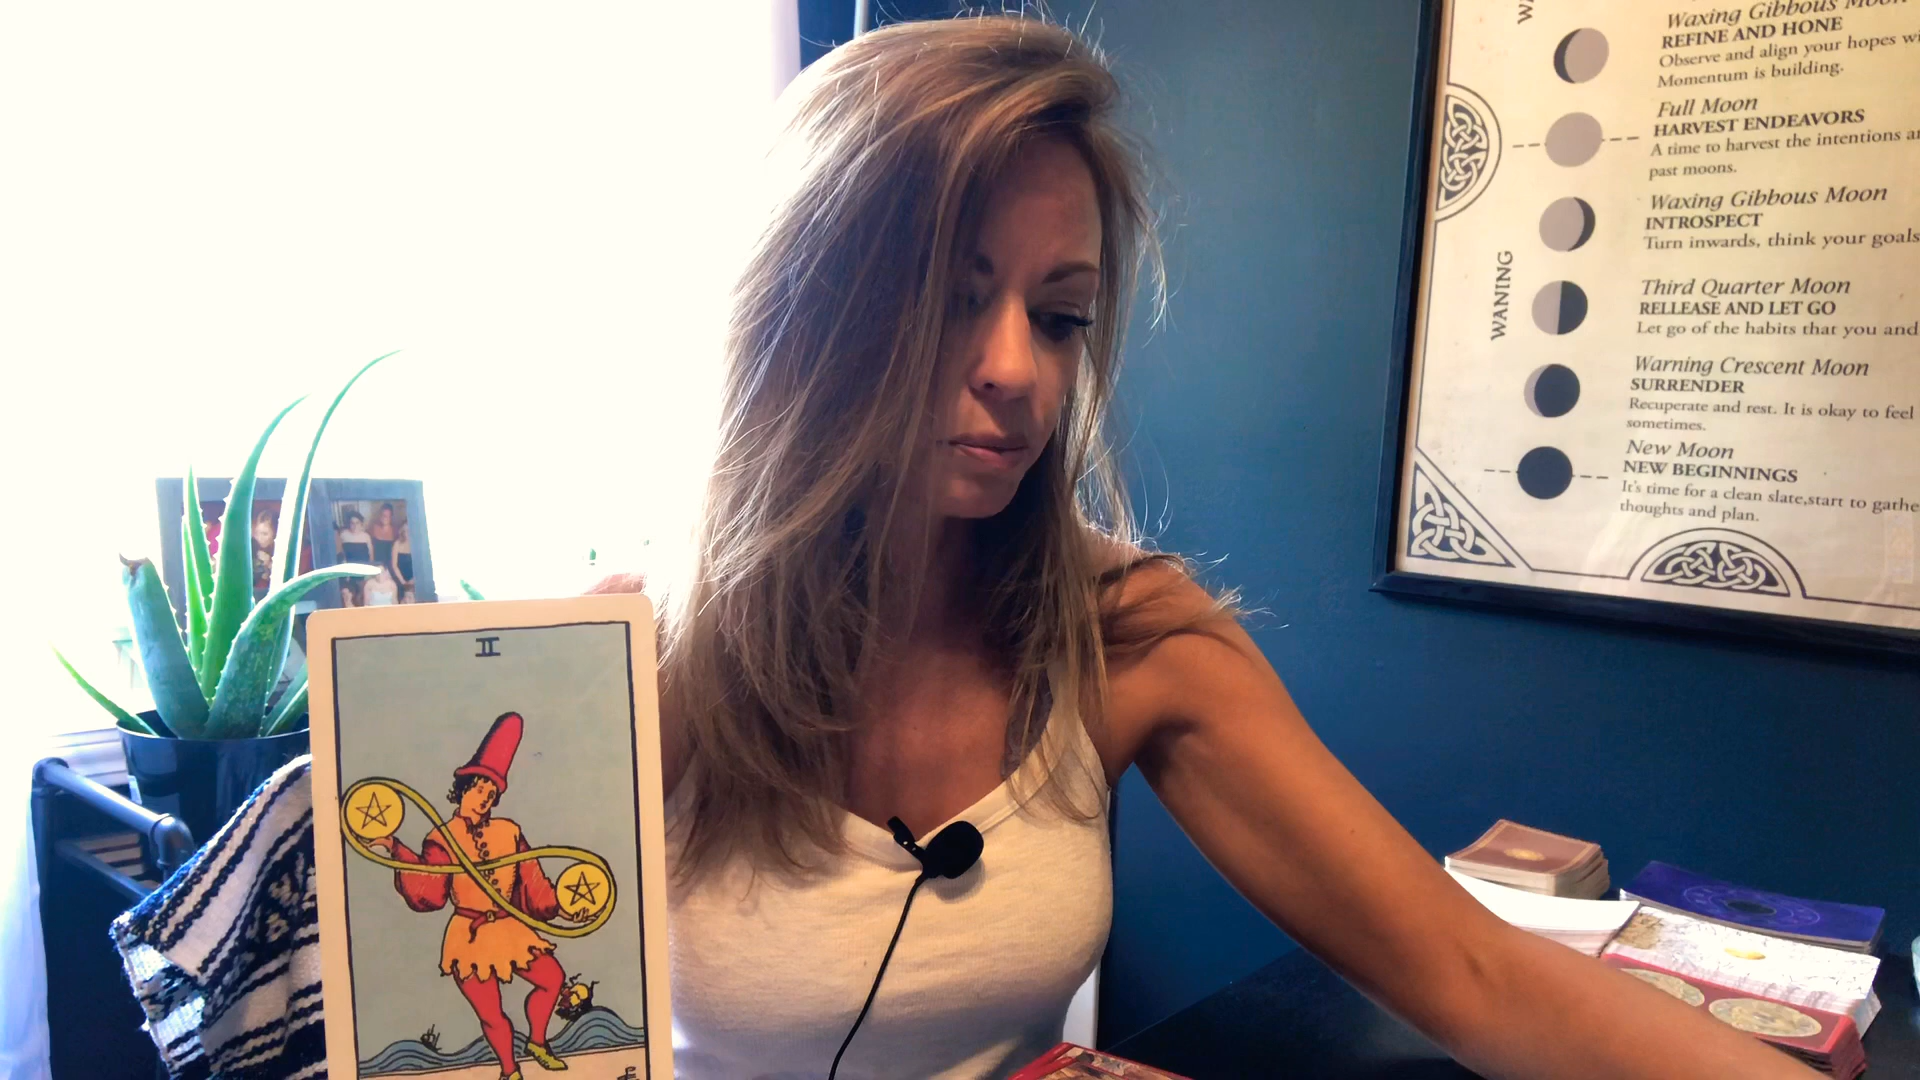 Waxing Gibbous Moon
REFINE AND HONE
Observe and align your hopes
Momentum is building.
Full Moon
HARVEST ENDEAVORS
A time to harvest the intentions
past moons.
Waxing Gibbous Moon
INTROSPECT
Turn inwards, think your goals
WANING
Third Quarter Moon
RELLEASE AND LET GO
Let go of the habits that you and
Warning Crescent Moon
SURRENDER
Recuperate and rest. It is okay to feel
sometimes.
New Moon
NEW BEGINNINGS
It's time for a clean slate,start to gathe
thoughts and plan.
II